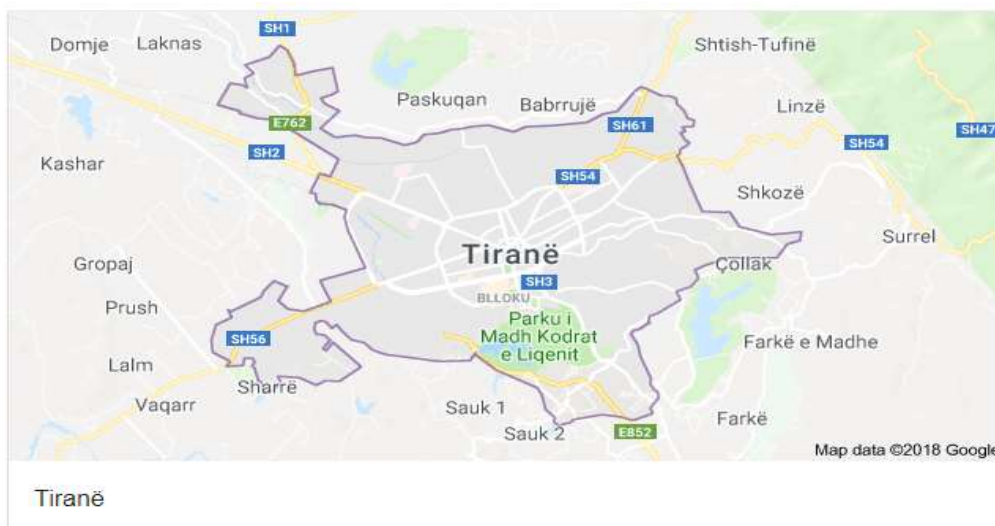 SH1
Domje
Laknas
Shtish-Tufinë
Paskuqan
Babrrujë
Linzë
E762
SH61
SH47
SH2
SH54
Kashar
SH54
Shkozë
Surrel
Tiranë
Gropaj
Çollak
SH3
BLLOKU
Prush
Parku i
Madh Kodrat
e Liqenit
SH56
Farkë e Madhe
Lalm
Sharrë
Vaqarr
Sauk 1
Farkë
Sauk 2
E852
Map data ©2018 Google
Tiranë